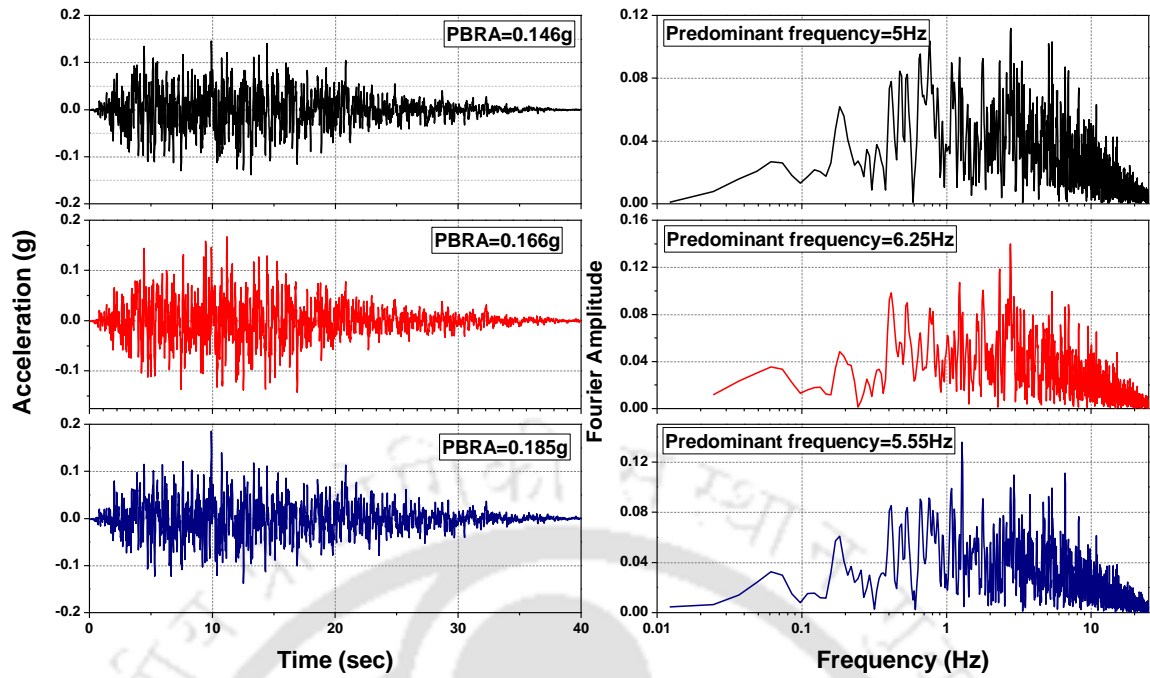 0.2
0.1
0.0
-0.1
-0.2
PBRA=0.146g
0.12
0.08
0.04
0.00
Predominant frequency=5Hz
0.2
0.1
0.0
-0.1
PBRA=0.166g
0.16
0.12
0.08
0.04
0.00
Predominant frequency=6.25Hz
0.2
0.1
0.0
-0.1
-0.2
PBRA=0.185g
0.12
0.08
0.04
0.00
Predominant frequency=5.55Hz
Acceleration (g)
Fourier Amplitude
0 10 20 30 40
0.01 0.1 1 10
Time (sec)
Frequency (Hz)